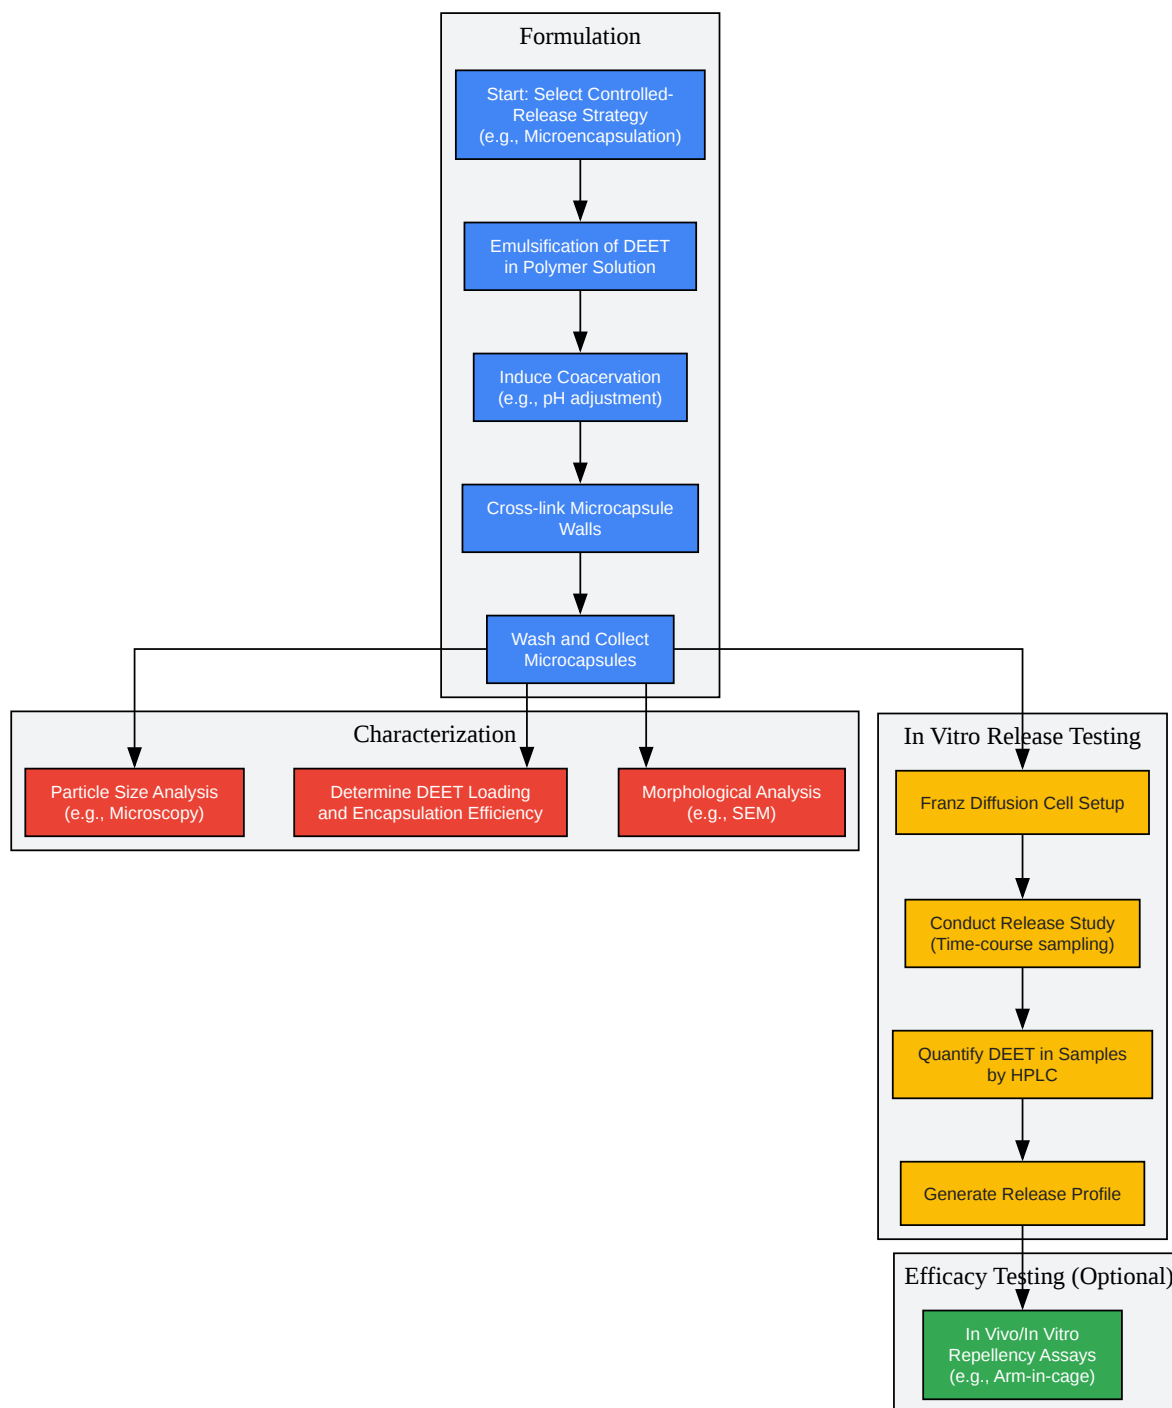 Formulation
Start: Select Controlled-
Release Strategy
(e.g., Microencapsulation)
Emulsification of DEET
in Polymer Solution
Induce Coacervation
(e.g., pH adjustment)
Cross-link Microcapsule
Walls
Wash and Collect
Microcapsules
Characterization
Particle Size Analysis
(e.g., Microscopy)
Determine DEET Loading
and Encapsulation Efficiency
Morphological Analysis
(e.g., SEM)
In Vitro Release Testing
Franz Diffusion Cell Setup
Conduct Release Study
(Time-course sampling)
Quantify DEET in Samples
by HPLC
Generate Release Profile
Efficacy Testing (Optional)
In Vivo/In Vitro
Repellency Assays
(e.g., Arm-in-cage)